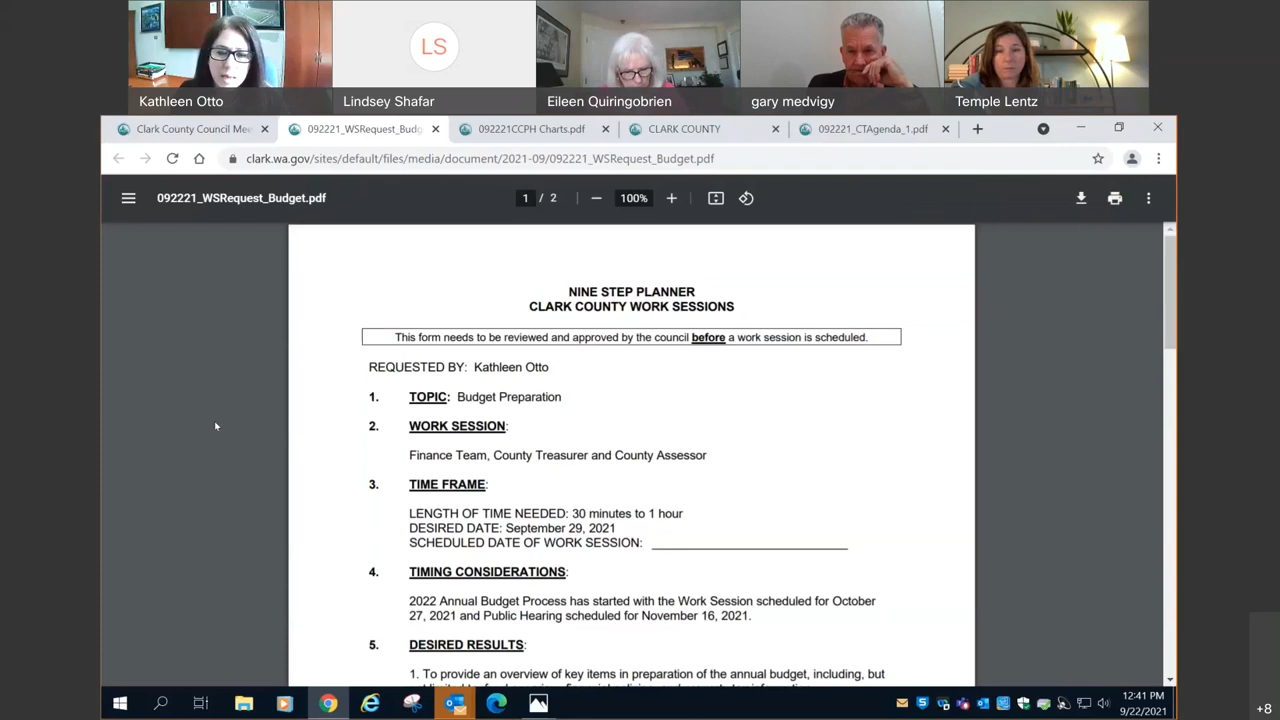 LS
Kathleen Otto
Lindsey Shafar
Eileen Quiringobrien
gary medvigy
Temple Lentz
Clark County Council Me
092221_WSRequest_Budg
092221CCPH Charts.pdf
CLARK COUNTY
092221_CTAgenda_1.pdf
clark.wa.gov/sites/default/files/media/document/2021-09/092221_WSRequest_Budget.pdf
092221_WSRequest_Budget.pdf
1 / 2
100%
NINE STEP PLANNER
CLARK COUNTY WORK SESSIONS
This form needs to be reviewed and approved by the council before a work session is scheduled.
REQUESTED BY: Kathleen Otto
1. TOPIC: Budget Preparation
2. WORK SESSION:
Finance Team, County Treasurer and County Assessor
3. TIME FRAME:
LENGTH OF TIME NEEDED: 30 minutes to 1 hour
DESIRED DATE: September 29, 2021
SCHEDULED DATE OF WORK SESSION:
4. TIMING CONSIDERATIONS:
2022 Annual Budget Process has started with the Work Session scheduled for October
27, 2021 and Public Hearing scheduled for November 16, 2021.
5. DESIRED RESULTS:
1. To provide an overview of key items in preparation of the annual budget, including, but
12:41 PM
9/22/2021
+8